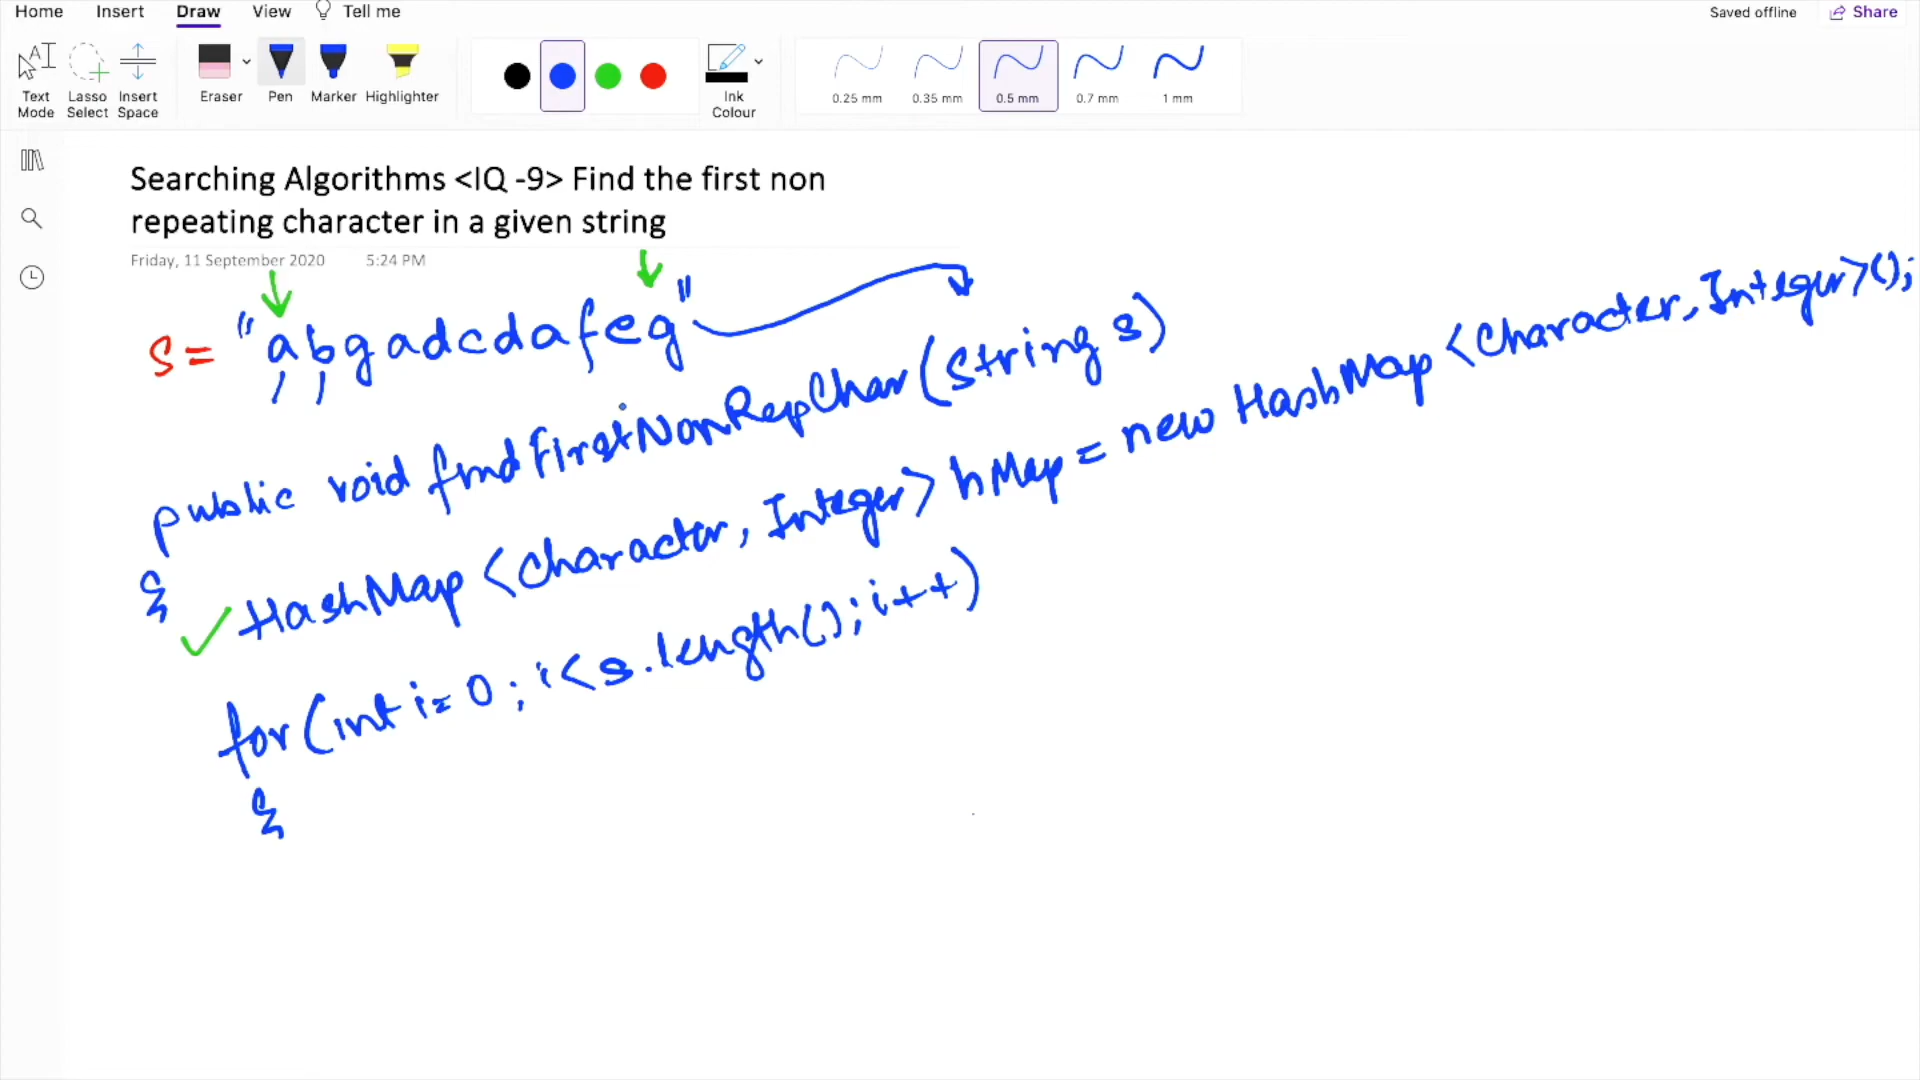 Home Insert Draw View Tell me Saved offline Share
Text Mode Lasso Select Insert Space Eraser Pen Marker Highlighter Ink Colour 0.25 mm 0.35 mm 0.5 mm 0.7 mm 1 mm
Searching Algorithms <IQ -9> Find the first non
repeating character in a given string
Friday, 11 September 2020 5:24 PM
S = "abgadcdafeg"
public void findFirstNonRepChar(String s)
{
HashMap <Character, Integer> hMap = new HashMap <Character, Integer>();
for(int i=0; i<s.length(); i++)
{